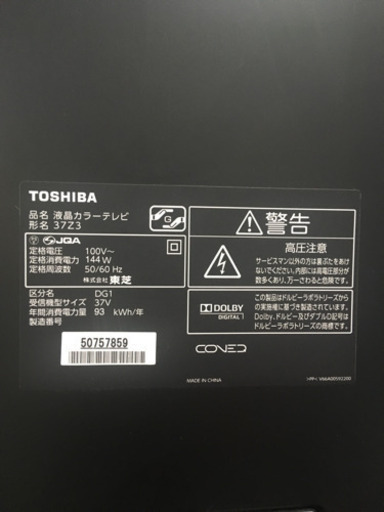 TOSHIBA
品名 液晶カラーテレビ
形名 37Z3
G
JQA
定格電圧 100V～
定格消費電力 144 W
定格周波数 50/60 Hz
株式会社 東芝
区分名 DG1
受信機型サイズ 37V
年間消費電力量 93 kWh/年
製造番号
50757859
警告
高圧注意
サービスマン以外の方は裏ぶたをあけ
ないでください。内部には高電圧部分が
数多くあり、万一さわると危険です。
DOLBY
DIGITAL
この製品はドルビーラボラトリーズから
の実施権に基づき製造されています。
Dolby、ドルビー及びダブルD記号は
ドルビーラボラトリーズの商標です。
CONEQ
MADE IN CHINA